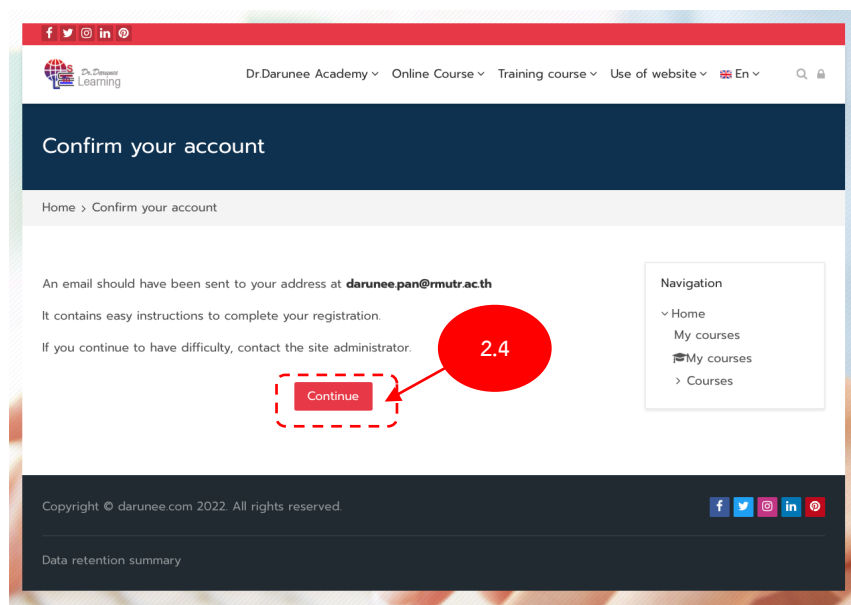 Dr.Darunee
Learning
Dr.Darunee Academy Online Course Training course Use of website En
Confirm your account
Home > Confirm your account
An email should have been sent to your address at darunee.pan@rmutr.ac.th
It contains easy instructions to complete your registration.
If you continue to have difficulty, contact the site administrator.
2.4
Continue
Navigation
Home
My courses
My courses
> Courses
Copyright © darunee.com 2022. All rights reserved.
Data retention summary